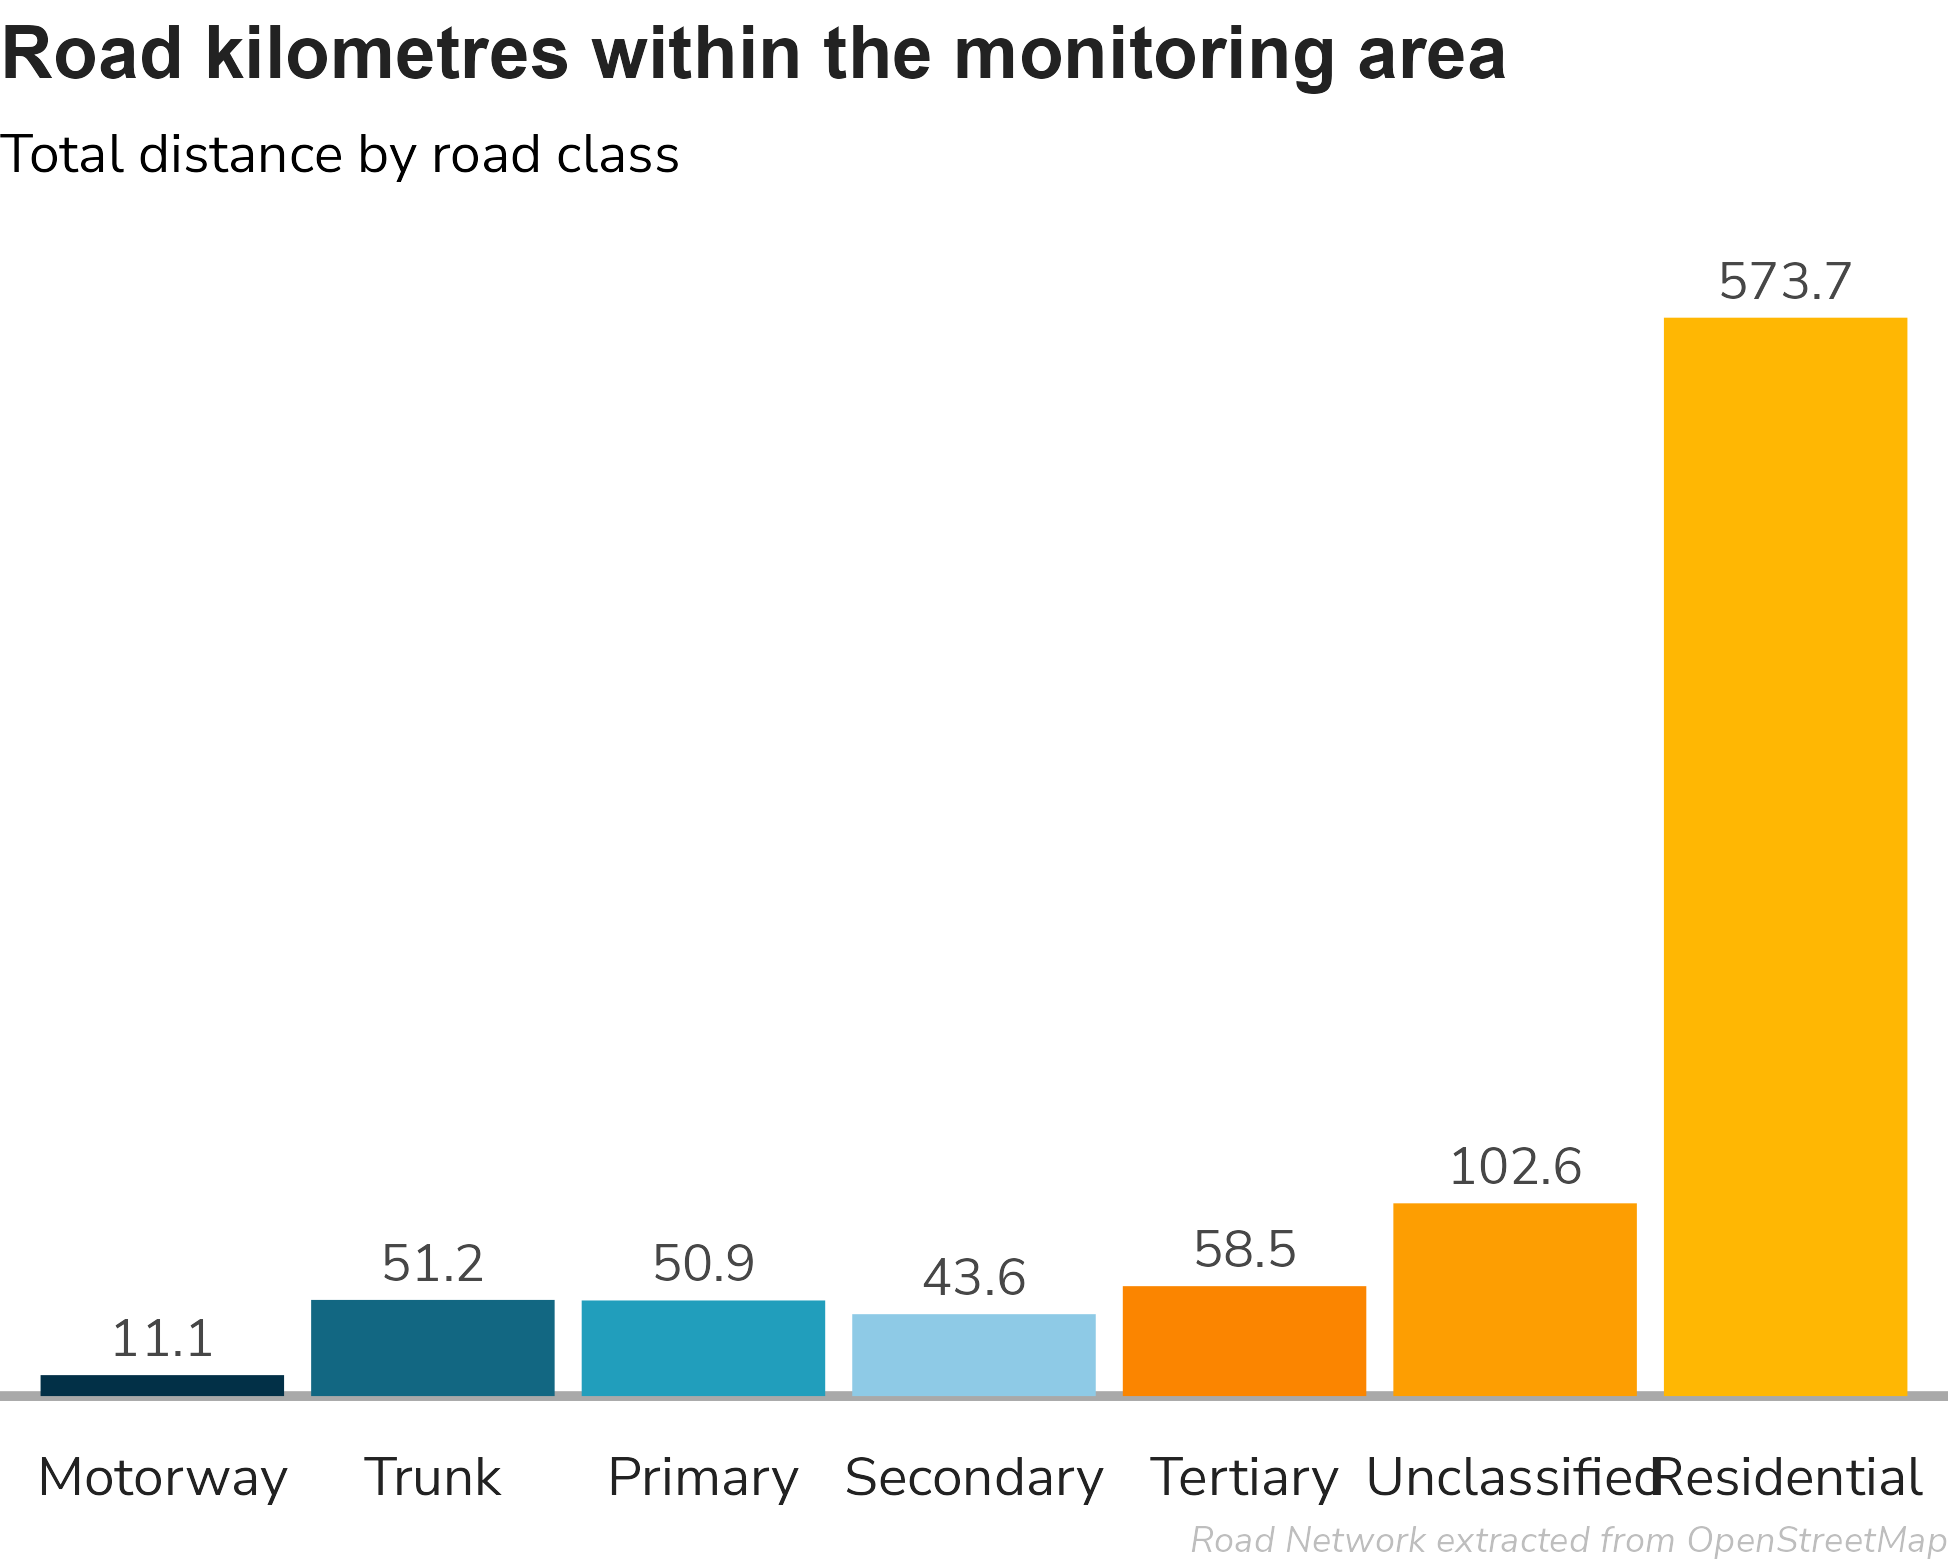 Road kilometres within the monitoring area
Total distance by road class
573.7
102.6
58.5
51.2
50.9
43.6
11.1
Motorway Trunk Primary Secondary Tertiary Unclassified Residential
Road Network extracted from OpenStreetMap